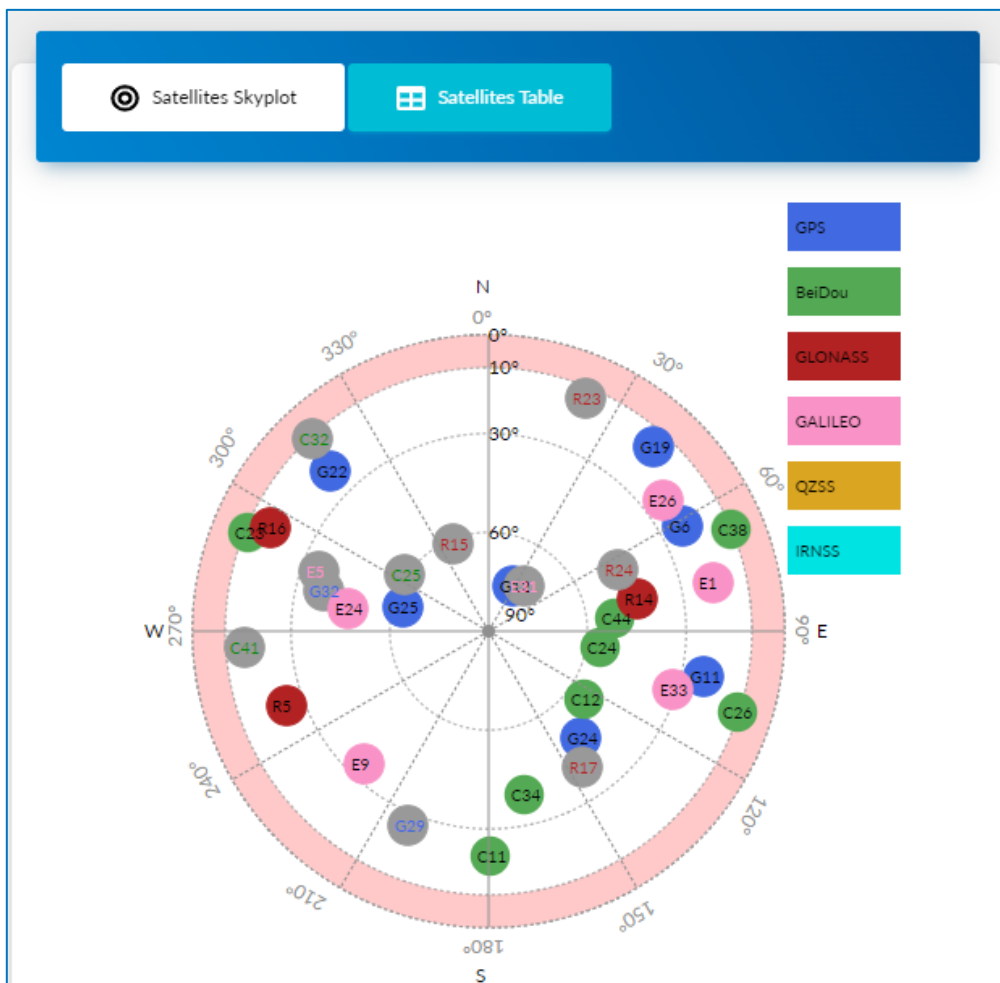 Satellites Skyplot
Satellites Table
GPS
BeiDou
GLONASS
GALILEO
QZSS
IRNSS
N
0°
0°
10°
30°
60°
90°
330°
30°
300°
60°
W
270°
90°
E
240°
120°
210°
150°
180°
S
R23
C32
G19
G22
E26
G6
C38
R16
R15
E5
C25
R24
E1
G32
E24
G25
R14
C44
C41
C24
R5
E33
G11
C12
C26
G24
E9
R17
C34
G29
C11